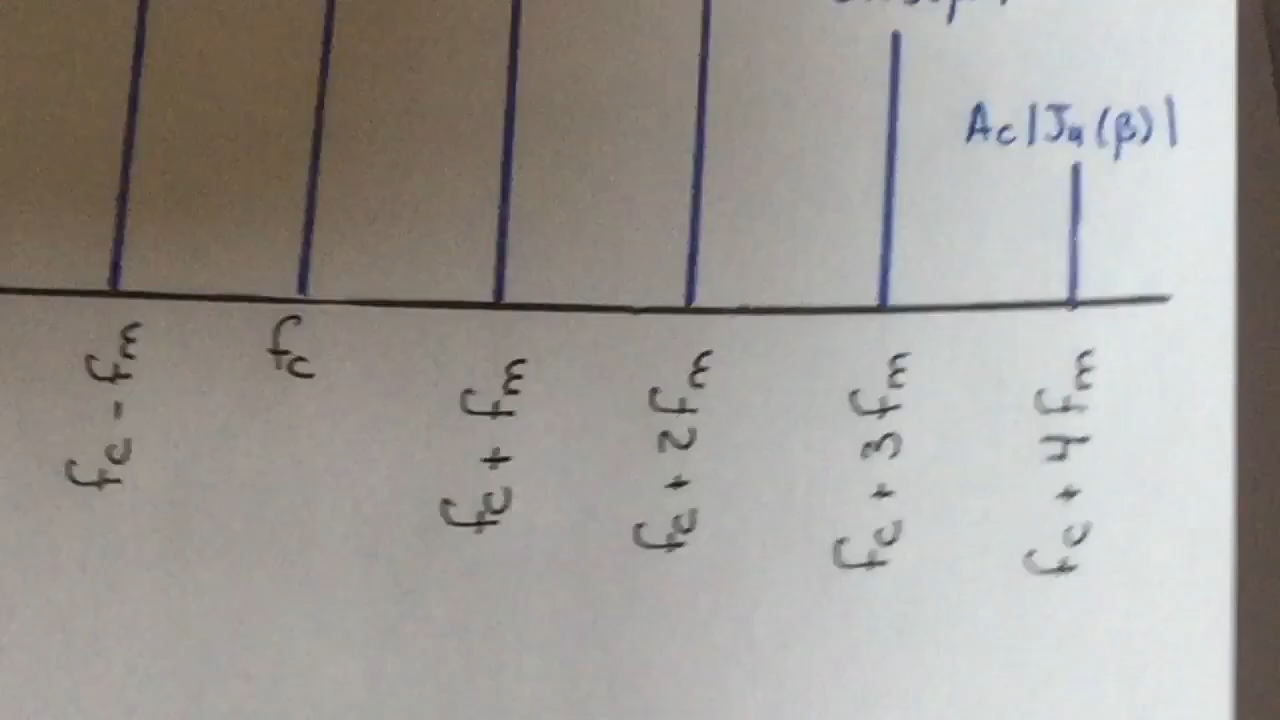 Ac|J4(β)|
fc - fm
fc
fc + fm
fc + 2fm
fc + 3fm
fc + 4fm